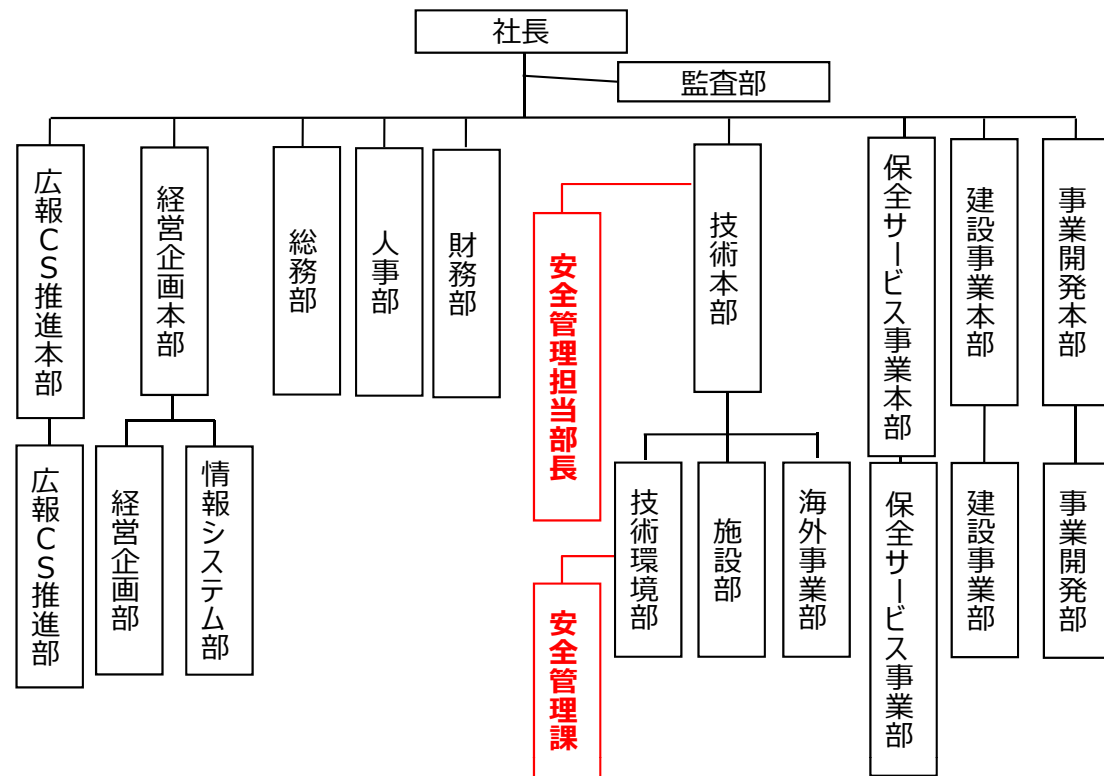 社長
監査部
広報CS推進本部
経営企画本部
総務部
人事部
財務部
安全管理担当部長
技術本部
保全サービス事業本部
建設事業本部
事業開発本部
広報CS推進部
経営企画部
情報システム部
安全管理課
技術環境部
施設部
海外事業部
保全サービス事業部
建設事業部
事業開発部